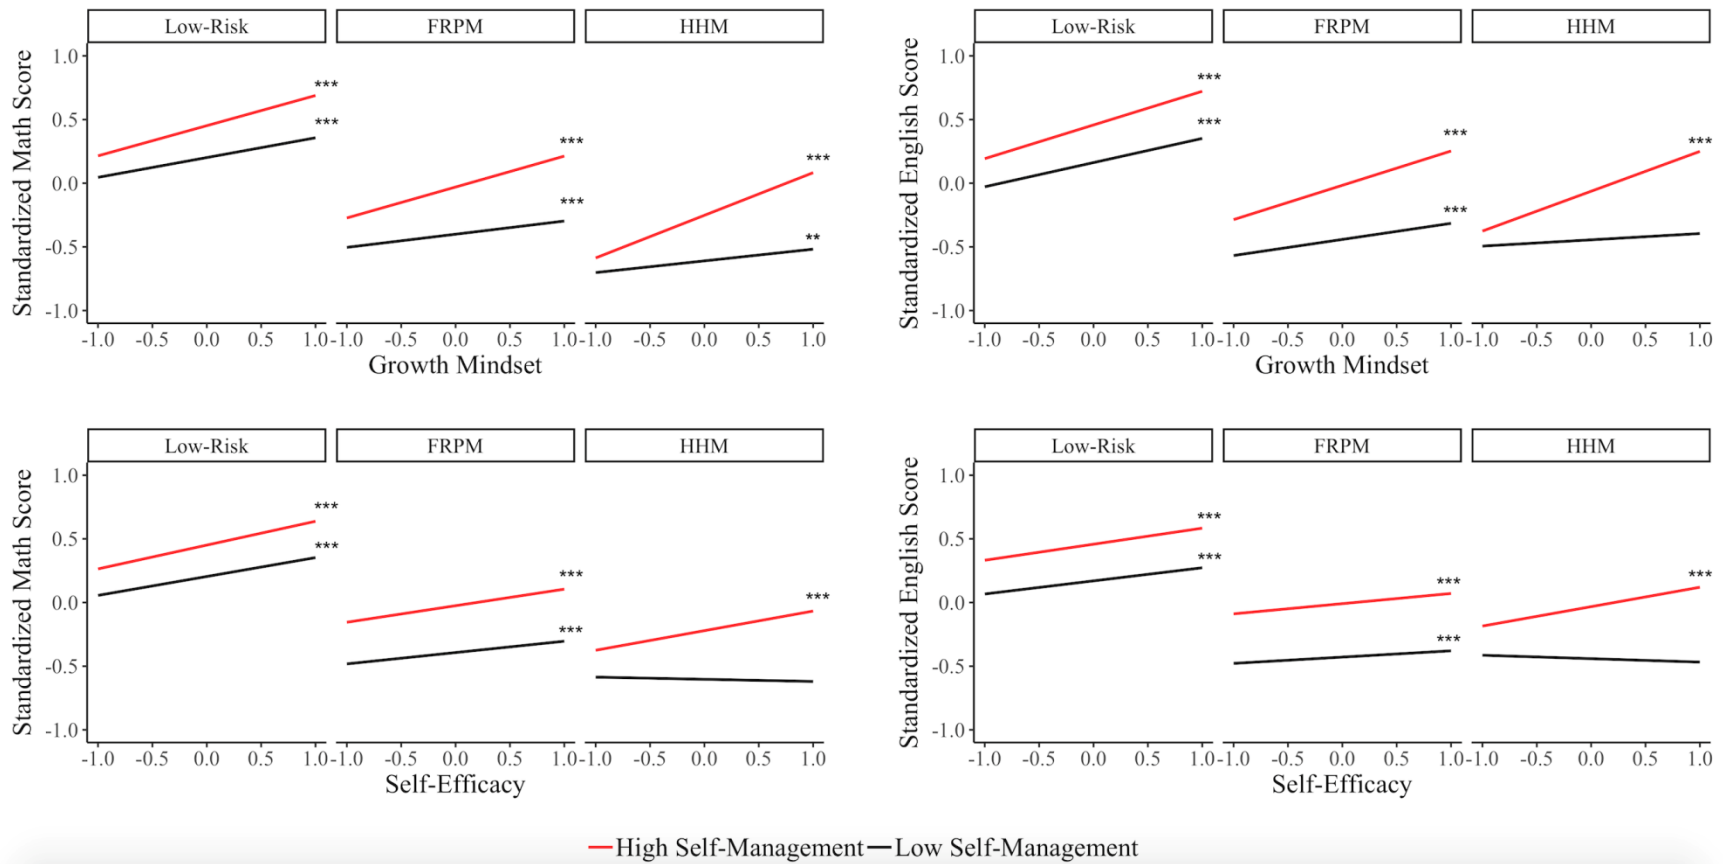 Low-Risk FRPM HHM
Standardized Math Score
1.0
0.5
0.0
-0.5
-1.0
***
***
***
***
***
**
-1.0 -0.5 0.0 0.5 1.0 -1.0 -0.5 0.0 0.5 1.0 -1.0 -0.5 0.0 0.5 1.0
Growth Mindset
Low-Risk FRPM HHM
Standardized English Score
1.0
0.5
0.0
-0.5
-1.0
***
***
***
***
***
-1.0 -0.5 0.0 0.5 1.0 -1.0 -0.5 0.0 0.5 1.0 -1.0 -0.5 0.0 0.5 1.0
Growth Mindset
Low-Risk FRPM HHM
Standardized Math Score
1.0
0.5
0.0
-0.5
-1.0
***
***
***
***
***
-1.0 -0.5 0.0 0.5 1.0 -1.0 -0.5 0.0 0.5 1.0 -1.0 -0.5 0.0 0.5 1.0
Self-Efficacy
Low-Risk FRPM HHM
Standardized English Score
1.0
0.5
0.0
-0.5
-1.0
***
***
***
***
***
-1.0 -0.5 0.0 0.5 1.0 -1.0 -0.5 0.0 0.5 1.0 -1.0 -0.5 0.0 0.5 1.0
Self-Efficacy
High Self-Management Low Self-Management